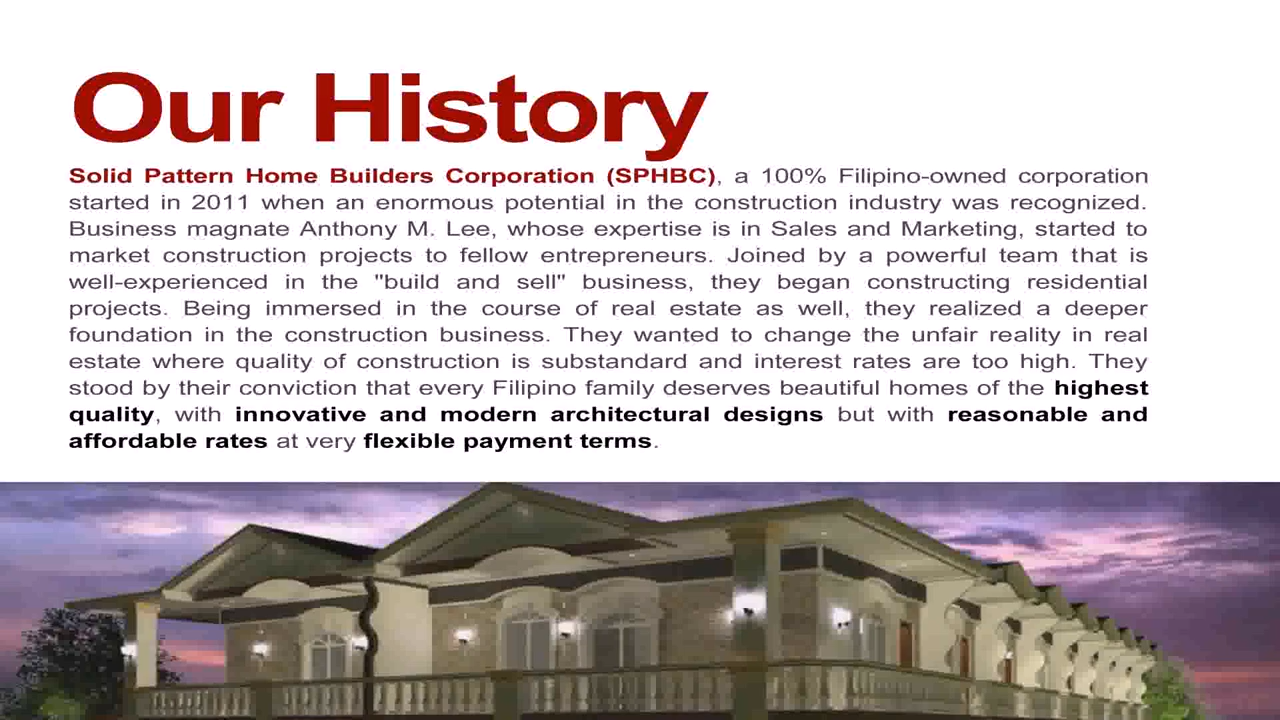 Our History
Solid Pattern Home Builders Corporation (SPHBC), a 100% Filipino-owned corporation
started in 2011 when an enormous potential in the construction industry was recognized.
Business magnate Anthony M. Lee, whose expertise is in Sales and Marketing, started to
market construction projects to fellow entrepreneurs. Joined by a powerful team that is
well-experienced in the "build and sell" business, they began constructing residential
projects. Being immersed in the course of real estate as well, they realized a deeper
foundation in the construction business. They wanted to change the unfair reality in real
estate where quality of construction is substandard and interest rates are too high. They
stood by their conviction that every Filipino family deserves beautiful homes of the highest
quality, with innovative and modern architectural designs but with reasonable and
affordable rates at very flexible payment terms.